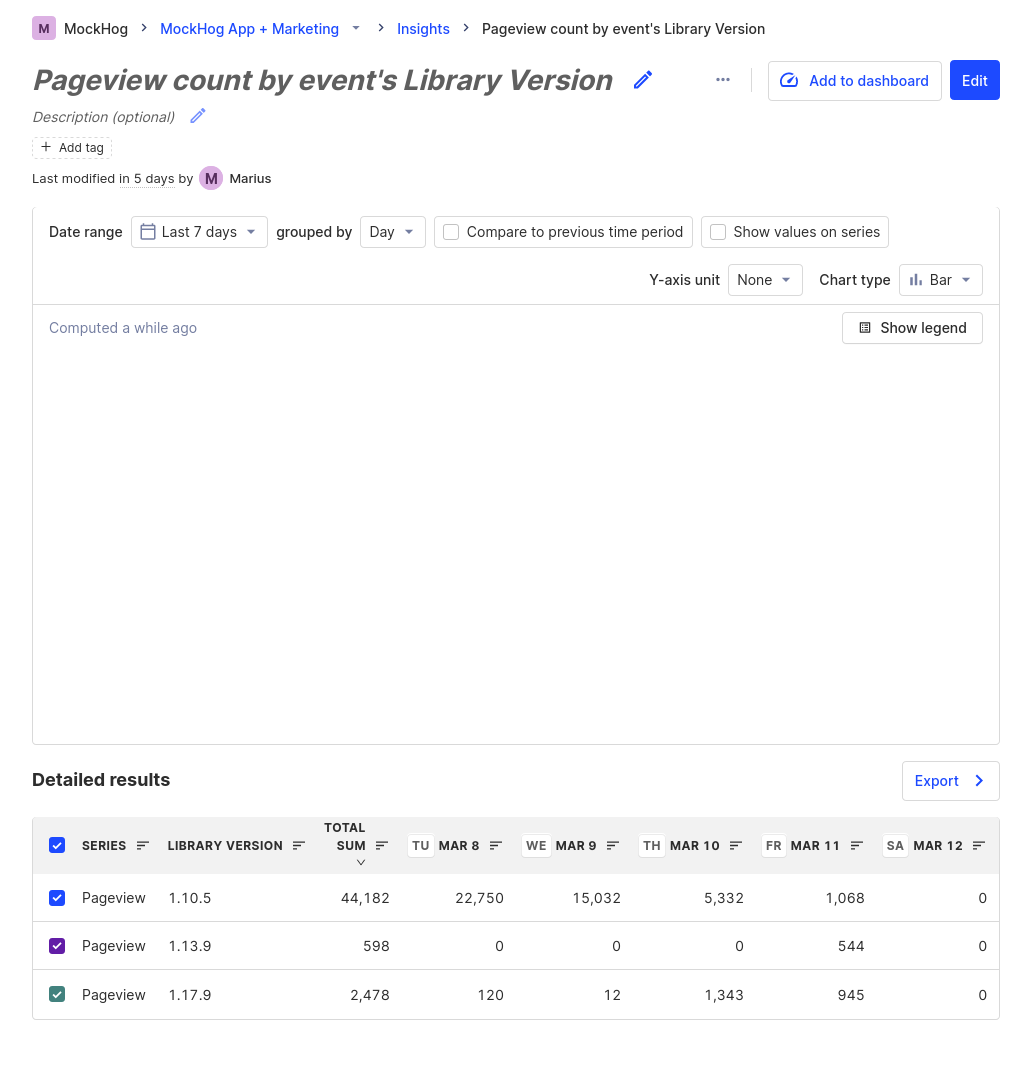 M MockHog MockHog App + Marketing Insights Pageview count by event's Library Version
Pageview count by event's Library Version
Add to dashboard Edit
Description (optional)
Add tag
Last modified in 5 days by M Marius
Date range Last 7 days grouped by Day Compare to previous time period Show values on series
Y-axis unit None Chart type Bar
Computed a while ago Show legend
Detailed results Export
SERIES LIBRARY VERSION TOTAL SUM TU MAR 8 WE MAR 9 TH MAR 10 FR MAR 11 SA MAR 12
Pageview 1.10.5 44,182 22,750 15,032 5,332 1,068 0
Pageview 1.13.9 598 0 0 0 544 0
Pageview 1.17.9 2,478 120 12 1,343 945 0